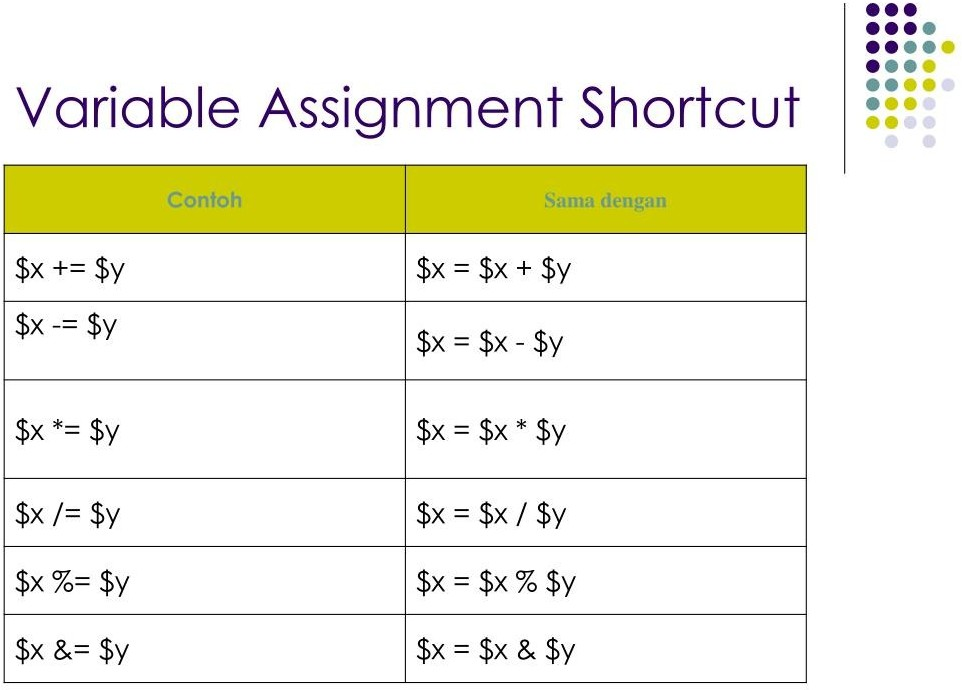 Variable Assignment Shortcut
Contoh Sama dengan
$x += $y $x = $x + $y
$x -= $y $x = $x - $y
$x *= $y $x = $x * $y
$x /= $y $x = $x / $y
$x %= $y $x = $x % $y
$x &= $y $x = $x & $y